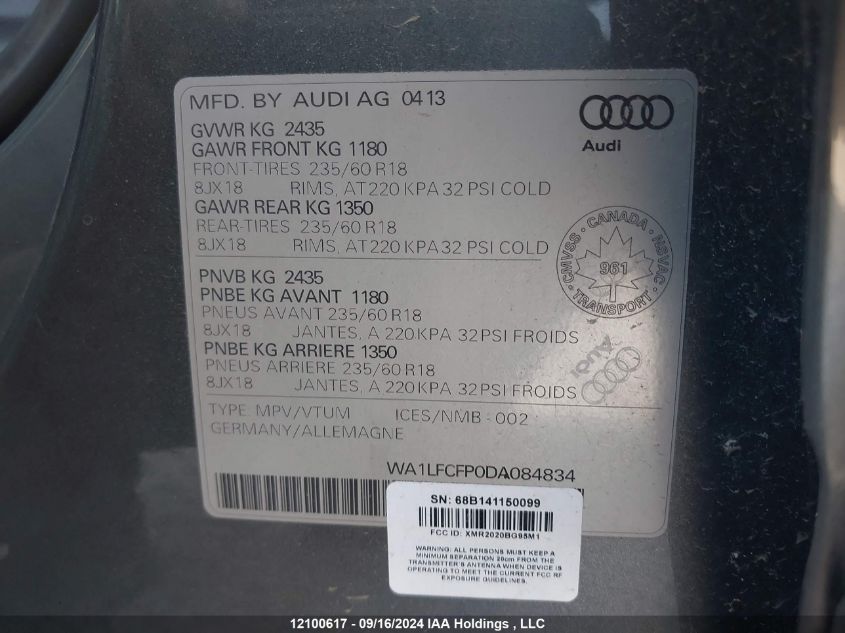 MFD. BY AUDI AG 0413
Audi
GVWR KG 2435
GAWR FRONT KG 1180
FRONT-TIRES 235/60 R18
8JX18 RIMS, AT 220 KPA 32 PSI COLD
GAWR REAR KG 1350
REAR-TIRES 235/60 R18
8JX18 RIMS, AT 220 KPA 32 PSI COLD
CMVSS - CANADA - NSVAC
961
TRANSPORT
PNVB KG 2435
PNBE KG AVANT 1180
PNEUS AVANT 235/60 R18
8JX18 JANTES, A 220 KPA 32 PSI FROIDS
PNBE KG ARRIERE 1350
PNEUS ARRIERE 235/60 R18
8JX18 JANTES, A 220 KPA 32 PSI FROIDS
Audi
TYPE: MPV/VTUM ICES/NMB - 002
GERMANY/ALLEMAGNE
WA1LFCFP0DA084834
SN: 68B141150099
FCC ID: XMR2020BG95M1
WARNING: ALL PERSONS MUST KEEP A
MINIMUM SEPARATION 20cm FROM THE
TRANSMITTER'S ANTENNA WHEN DEVICE IS
OPERATING TO MEET THE CURRENT FCC RF
EXPOSURE GUIDELINES.
12100617 - 09/16/2024 IAA Holdings, LLC